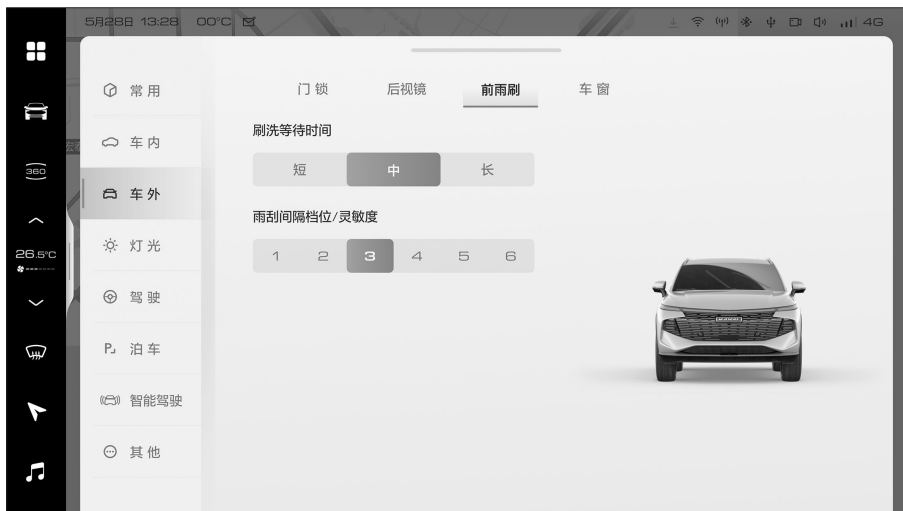 5月28日 13:28 00°C
4G
360
26.5°C
常用
车内
车外
灯光
驾驶
P 泊车
智能驾驶
其他
门锁 后视镜 前雨刷 车窗
刷洗等待时间
短 中 长
雨刮间隔档位/灵敏度
1 2 3 4 5 6